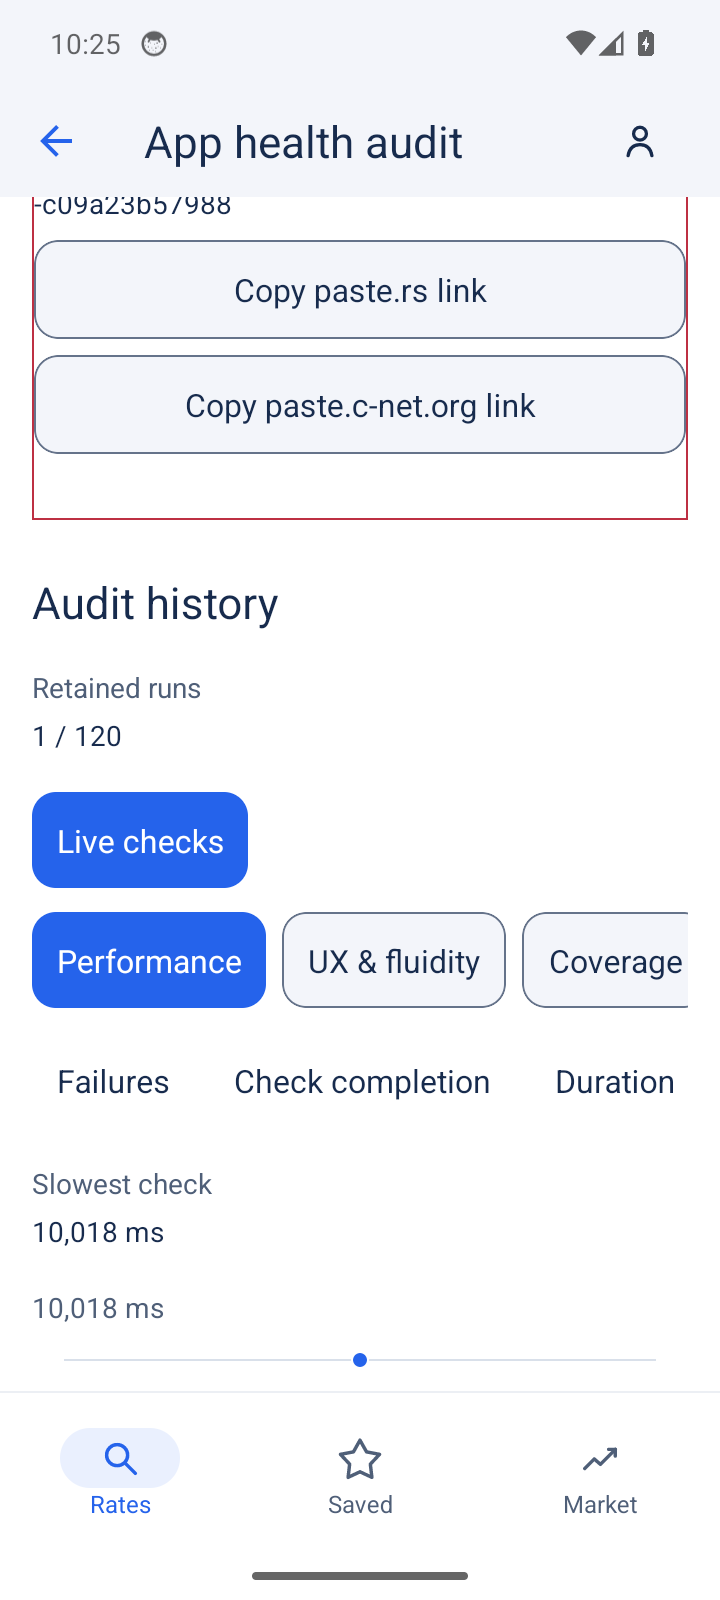 10:25
App health audit
-c09a23b57988
Copy paste.rs link
Copy paste.c-net.org link
Audit history
Retained runs
1 / 120
Live checks
Performance
UX & fluidity
Coverage
Failures
Check completion
Duration
Slowest check
10,018 ms
10,018 ms
Rates
Saved
Market